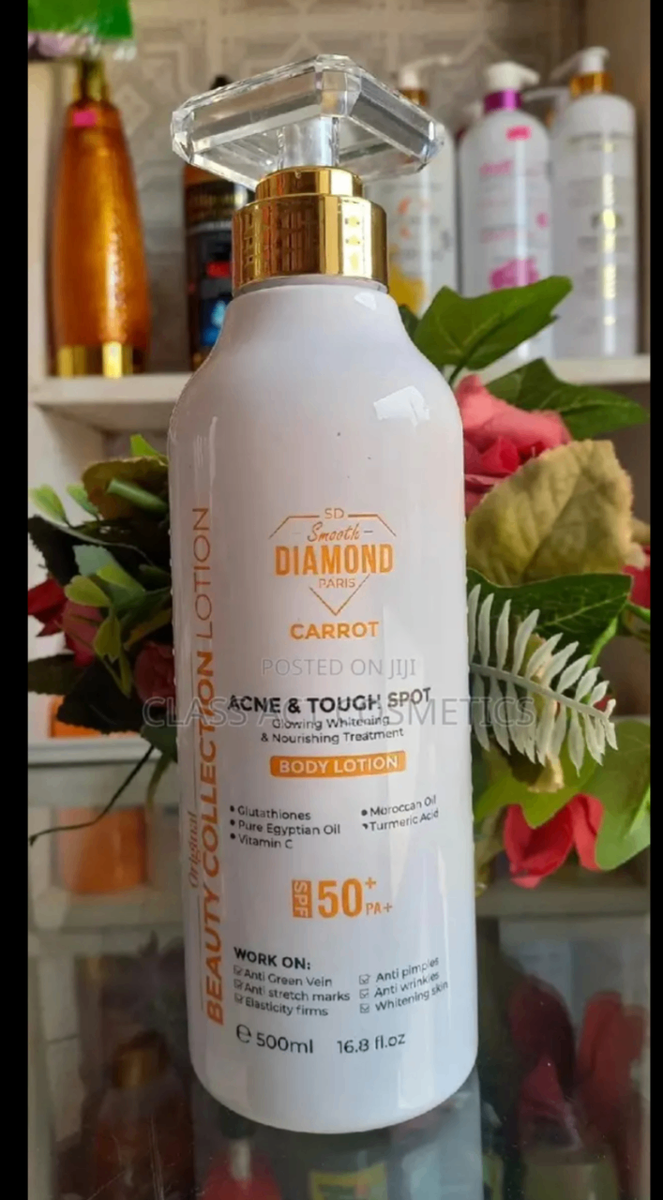 SD
Smooth
DIAMOND
PARIS
CARROT
POSTED ON JIJI
ACNE & TOUGH SPOT
Glowing Whitening
& Nourishing Treatment
BODY LOTION
• Glutathiones
• Pure Egyptian Oil
• Vitamin C
• Moroccan Oil
• Turmeric Acid
SPF 50+
PA+
WORK ON:
☑ Anti Green Vein
☑ Anti stretch marks
☑ Elasticity firms
☑ Anti pimples
☑ Anti wrinkles
☑ Whitening skin
℮ 500ml 16.8 fl.oz
Original
BEAUTY COLLECTION LOTION